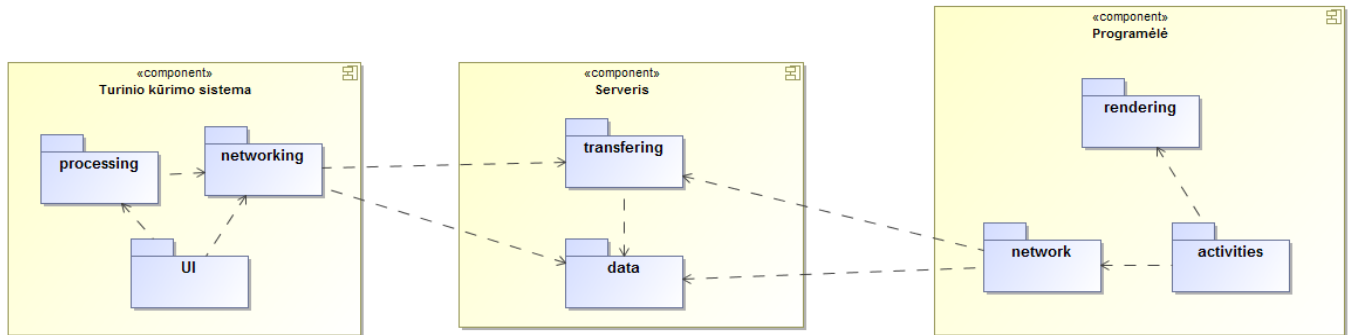 «component»
Turinio kūrimo sistema
processing
networking
UI
«component»
Serveris
transfering
data
«component»
Programėlė
rendering
network
activities